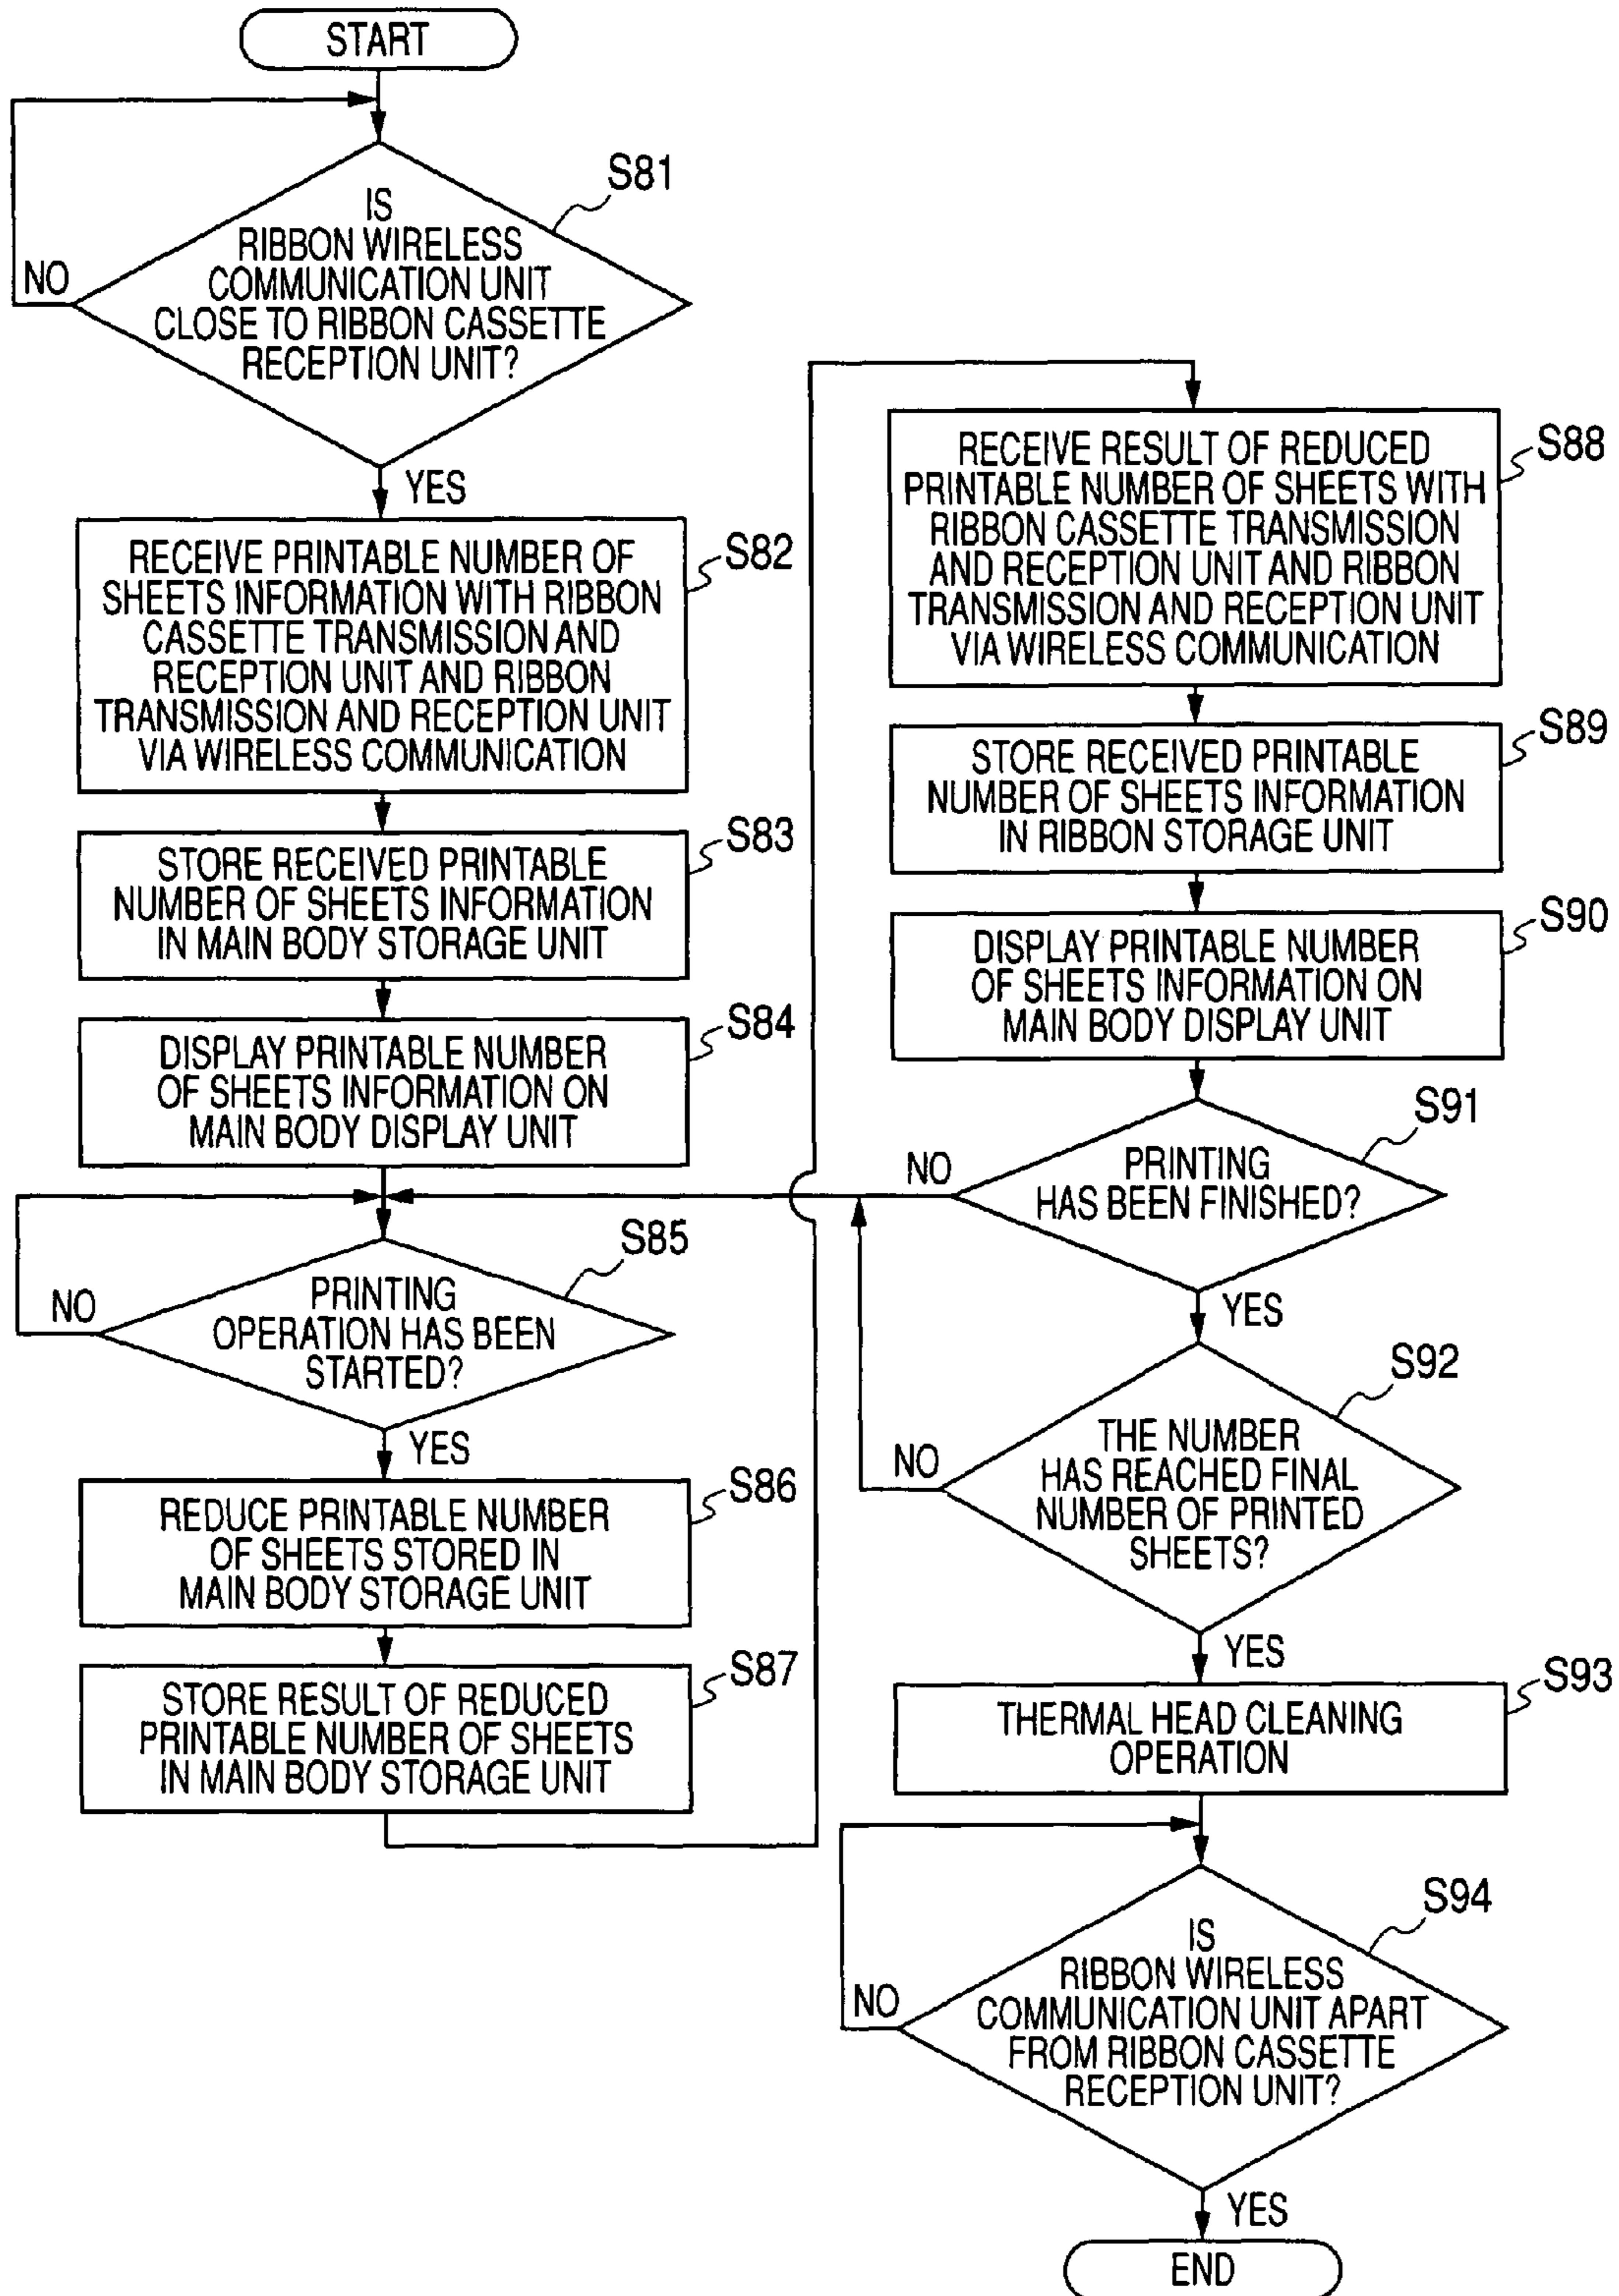 START
S81
IS
RIBBON WIRELESS
COMMUNICATION UNIT
CLOSE TO RIBBON CASSETTE
RECEPTION UNIT?
NO
YES
S82
RECEIVE PRINTABLE NUMBER OF
SHEETS INFORMATION WITH RIBBON
CASSETTE TRANSMISSION AND
RECEPTION UNIT AND RIBBON
TRANSMISSION AND RECEPTION UNIT
VIA WIRELESS COMMUNICATION
S83
STORE RECEIVED PRINTABLE
NUMBER OF SHEETS INFORMATION
IN MAIN BODY STORAGE UNIT
S84
DISPLAY PRINTABLE NUMBER
OF SHEETS INFORMATION ON
MAIN BODY DISPLAY UNIT
S85
PRINTING
OPERATION HAS BEEN
STARTED?
NO
YES
S86
REDUCE PRINTABLE NUMBER
OF SHEETS STORED IN
MAIN BODY STORAGE UNIT
S87
STORE RESULT OF REDUCED
PRINTABLE NUMBER OF SHEETS
IN MAIN BODY STORAGE UNIT
S88
RECEIVE RESULT OF REDUCED
PRINTABLE NUMBER OF SHEETS WITH
RIBBON CASSETTE TRANSMISSION
AND RECEPTION UNIT AND RIBBON
TRANSMISSION AND RECEPTION UNIT
VIA WIRELESS COMMUNICATION
S89
STORE RECEIVED PRINTABLE
NUMBER OF SHEETS INFORMATION
IN RIBBON STORAGE UNIT
S90
DISPLAY PRINTABLE NUMBER
OF SHEETS INFORMATION ON
MAIN BODY DISPLAY UNIT
S91
PRINTING
HAS BEEN FINISHED?
NO
YES
S92
THE NUMBER
HAS REACHED FINAL
NUMBER OF PRINTED
SHEETS?
NO
YES
S93
THERMAL HEAD CLEANING
OPERATION
S94
IS
RIBBON WIRELESS
COMMUNICATION UNIT APART
FROM RIBBON CASSETTE
RECEPTION UNIT?
NO
YES
END